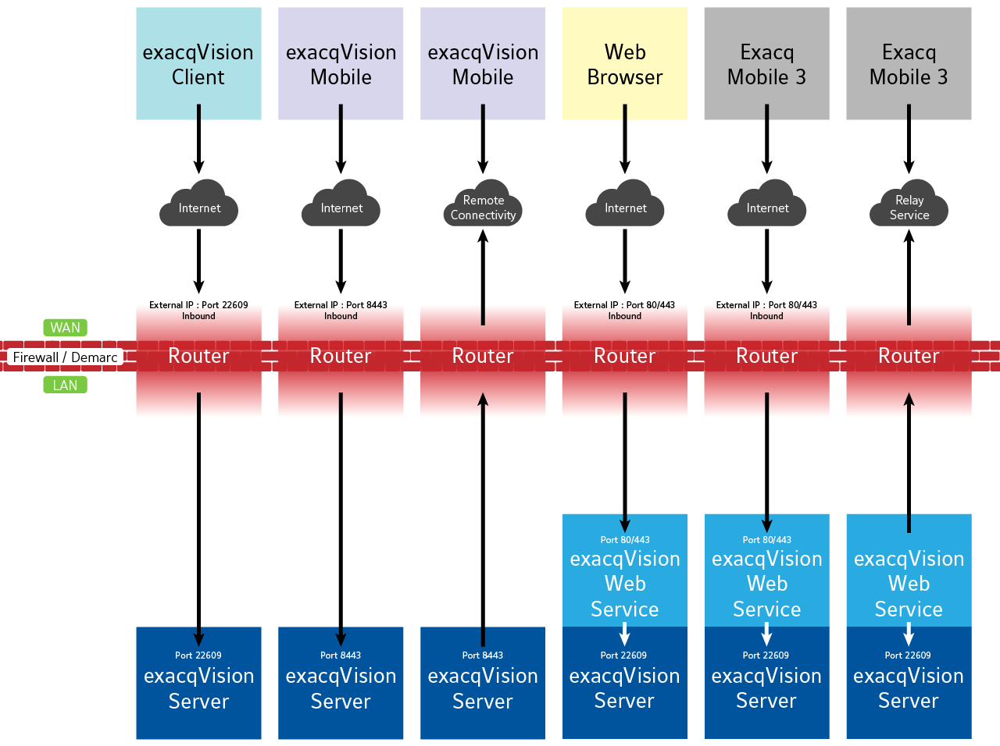 exacqVision
Client
exacqVision
Mobile
exacqVision
Mobile
Web
Browser
Exacq
Mobile 3
Exacq
Mobile 3
Internet
Internet
Remote
Connectivity
Internet
Internet
Relay
Service
External IP : Port 22609
Inbound
External IP : Port 8443
Inbound
External IP : Port 80/443
Inbound
External IP : Port 80/443
Inbound
WAN
Firewall / Demarc
LAN
Router
Router
Router
Router
Router
Router
Port 80/443
exacqVision
Web
Service
Port 80/443
exacqVision
Web
Service
exacqVision
Web
Service
Port 22609
exacqVision
Server
Port 8443
exacqVision
Server
Port 8443
exacqVision
Server
Port 22609
exacqVision
Server
Port 22609
exacqVision
Server
Port 22609
exacqVision
Server